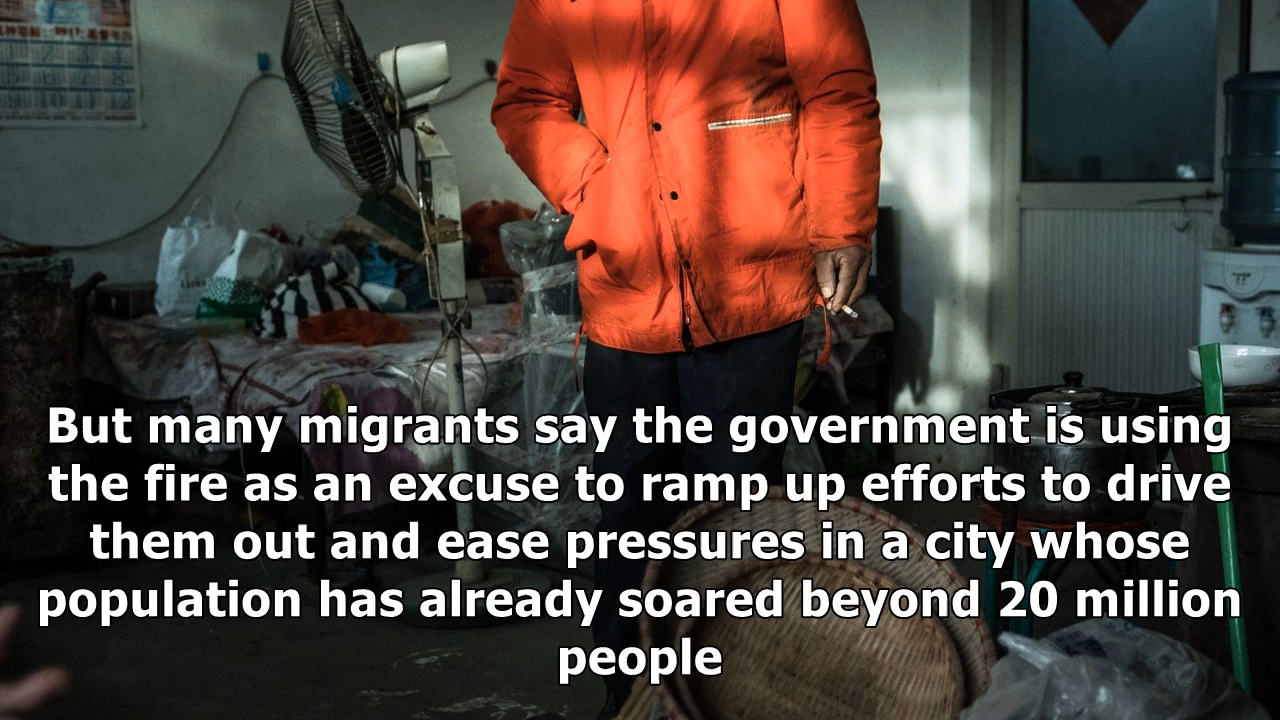 But many migrants say the government is using
the fire as an excuse to ramp up efforts to drive
them out and ease pressures in a city whose
population has already soared beyond 20 million
people